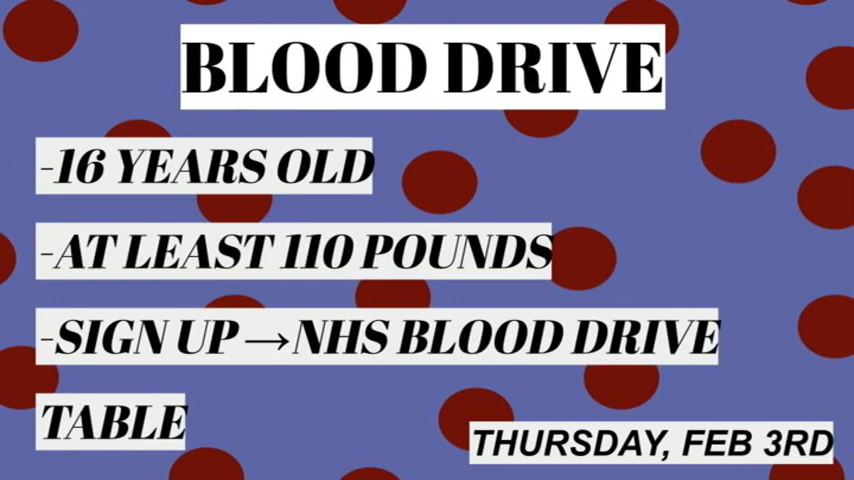 BLOOD DRIVE
-16 YEARS OLD
-AT LEAST 110 POUNDS
-SIGN UP →NHS BLOOD DRIVE
TABLE
THURSDAY, FEB 3RD